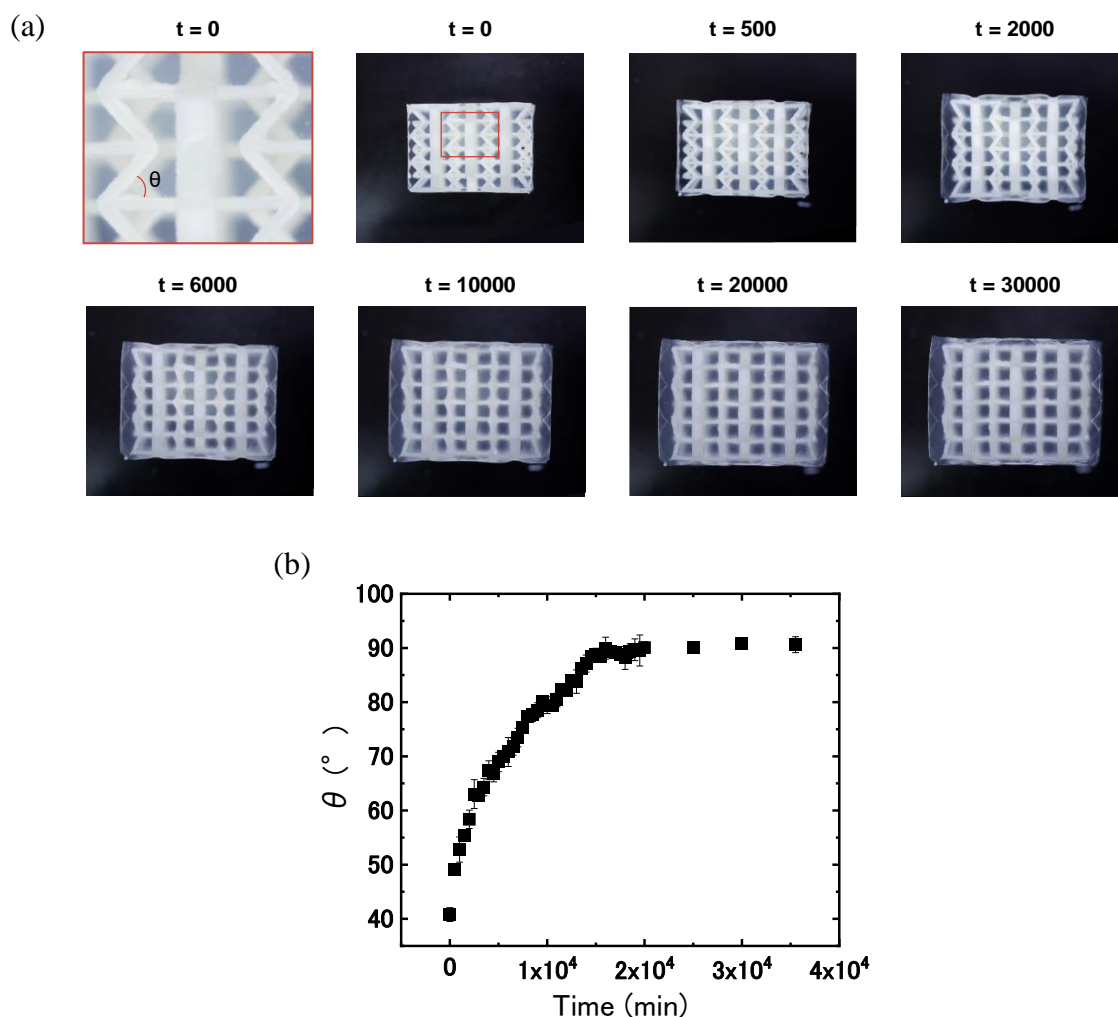 (a)
t = 0
t = 0
t = 500
t = 2000
θ
t = 6000
t = 10000
t = 20000
t = 30000
(b)
100
90
80
70
60
50
40
θ (°)
0
1x10⁴
2x10⁴
3x10⁴
4x10⁴
Time (min)